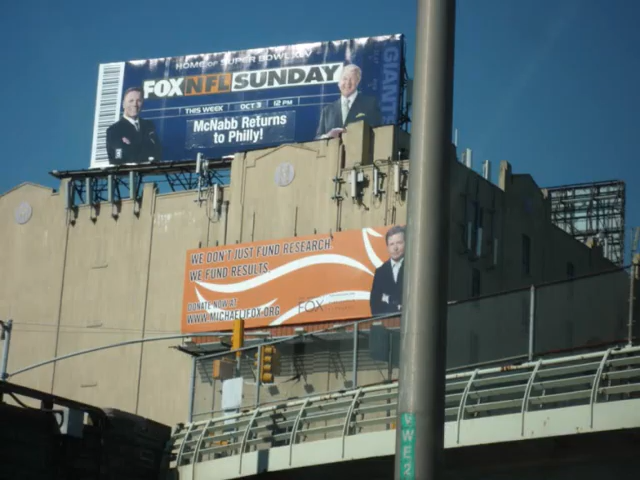 HOME OF SUPER BOWL XLV
FOX NFL SUNDAY
THIS WEEK OCT 3 12 PM
McNabb Returns
to Philly!
GIANTS
WE DON'T JUST FUND RESEARCH.
WE FUND RESULTS.
DONATE NOW AT
WWW.MICHAELJFOX.ORG
FOX
WER